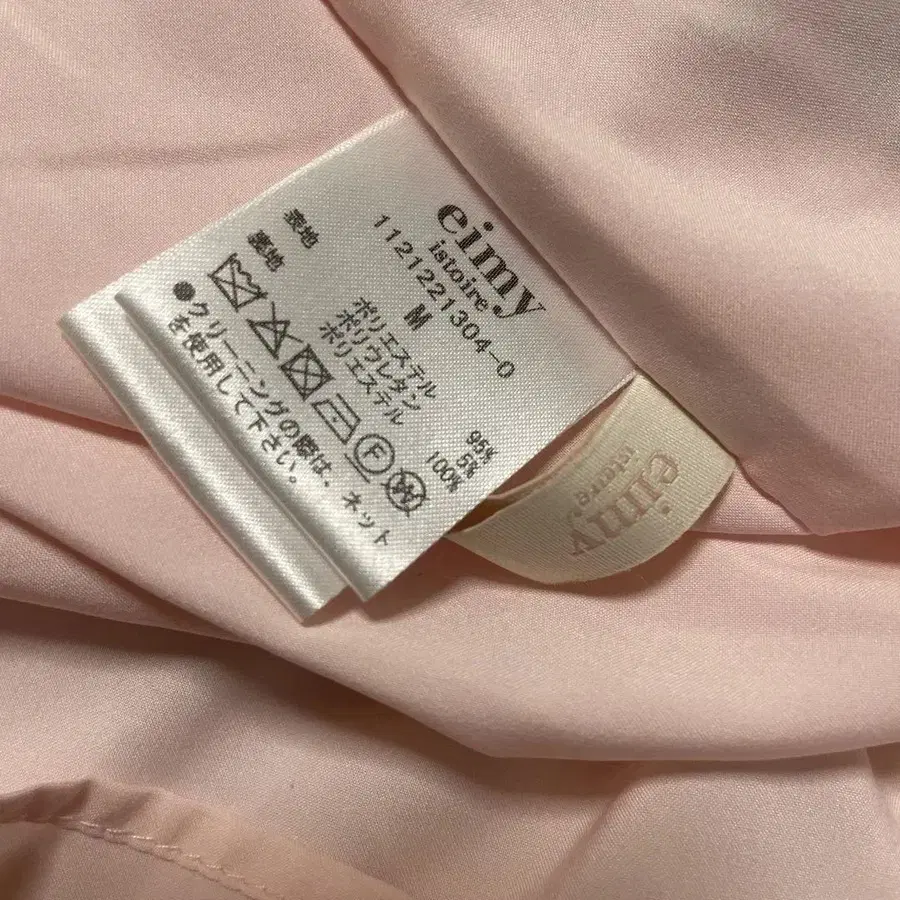 eimy
istoire
1121221304-0
M
表地 ポリエステル 95%
ポリウレタン 5%
裏地 ポリエステル 100%
F
W
●クリーニングの際は、ネット
を使用して下さい。
eimy
istoire